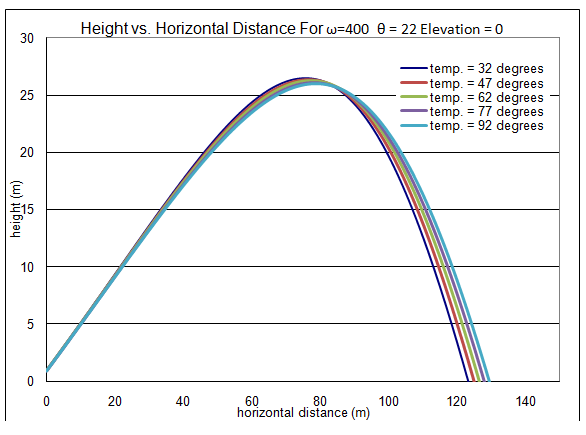 Height vs. Horizontal Distance For ω=400 θ = 22 Elevation = 0
30
25
20
15
10
5
0
height (m)
temp. = 32 degrees
temp. = 47 degrees
temp. = 62 degrees
temp. = 77 degrees
temp. = 92 degrees
0 20 40 60 80 100 120 140
horizontal distance (m)